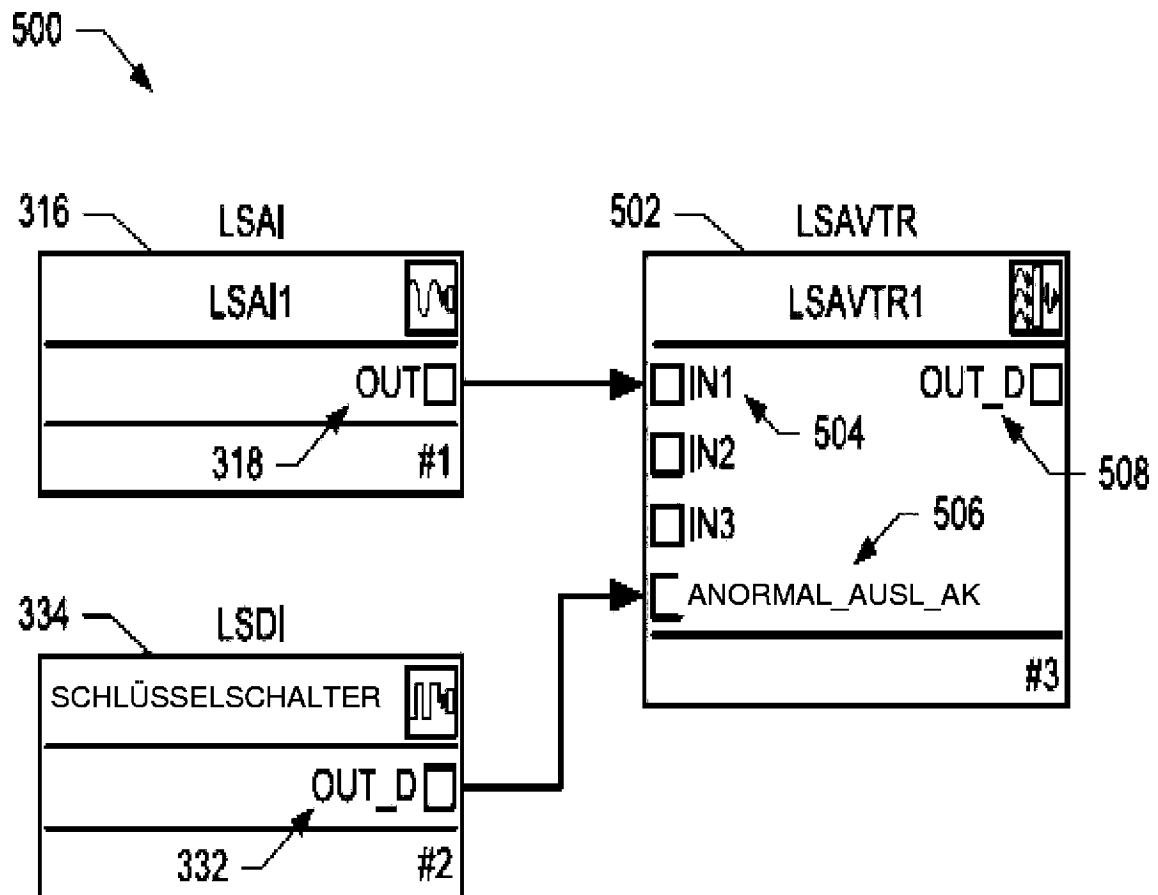 500
316
LSAI
LSAI1
OUT
318
#1
502
LSAVTR
LSAVTR1
IN1
504
OUT_D
508
IN2
IN3
506
ANORMAL_AUSL_AK
#3
334
LSDI
SCHLÜSSELSCHALTER
OUT_D
332
#2